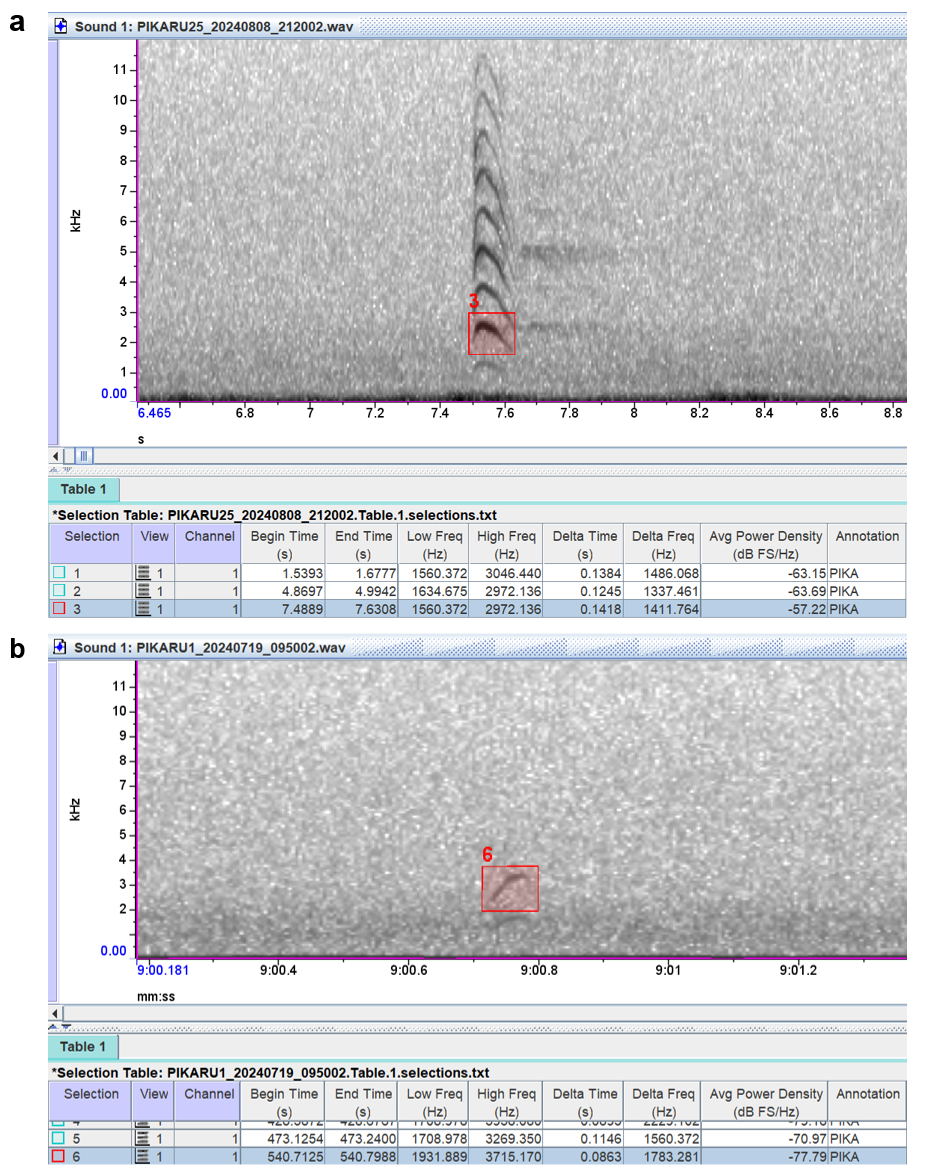 a
Sound 1: PIKARU25_20240808_212002.wav
11
10
9
8
7
6
5
4
3
2
1
0.00
kHz
3
6.465 6.8 7 7.2 7.4 7.6 7.8 8 8.2 8.4 8.6 8.8
s
Table 1
*Selection Table: PIKARU25_20240808_212002.Table.1.selections.txt
Selection View Channel Begin Time End Time Low Freq High Freq Delta Time Delta Freq Avg Power Density Annotation
(s) (s) (Hz) (Hz) (s) (Hz) (dB FS/Hz)
1 1 1 1.5393 1.6777 1560.372 3046.440 0.1384 1486.068 -63.15 PIKA
2 1 1 4.8697 4.9942 1634.675 2972.136 0.1245 1337.461 -63.69 PIKA
3 1 1 7.4889 7.6308 1560.372 2972.136 0.1418 1411.764 -57.22 PIKA
b
Sound 1: PIKARU1_20240719_095002.wav
11
10
9
8
7
6
5
4
3
2
0.00
kHz
6
9:00.181 9:00.4 9:00.6 9:00.8 9:01 9:01.2
mm:ss
Table 1
*Selection Table: PIKARU1_20240719_095002.Table.1.selections.txt
Selection View Channel Begin Time End Time Low Freq High Freq Delta Time Delta Freq Avg Power Density Annotation
(s) (s) (Hz) (Hz) (s) (Hz) (dB FS/Hz)
5 1 1 473.1254 473.2400 1708.978 3269.350 0.1146 1560.372 -70.97 PIKA
6 1 1 540.7125 540.7988 1931.889 3715.170 0.0863 1783.281 -77.79 PIKA